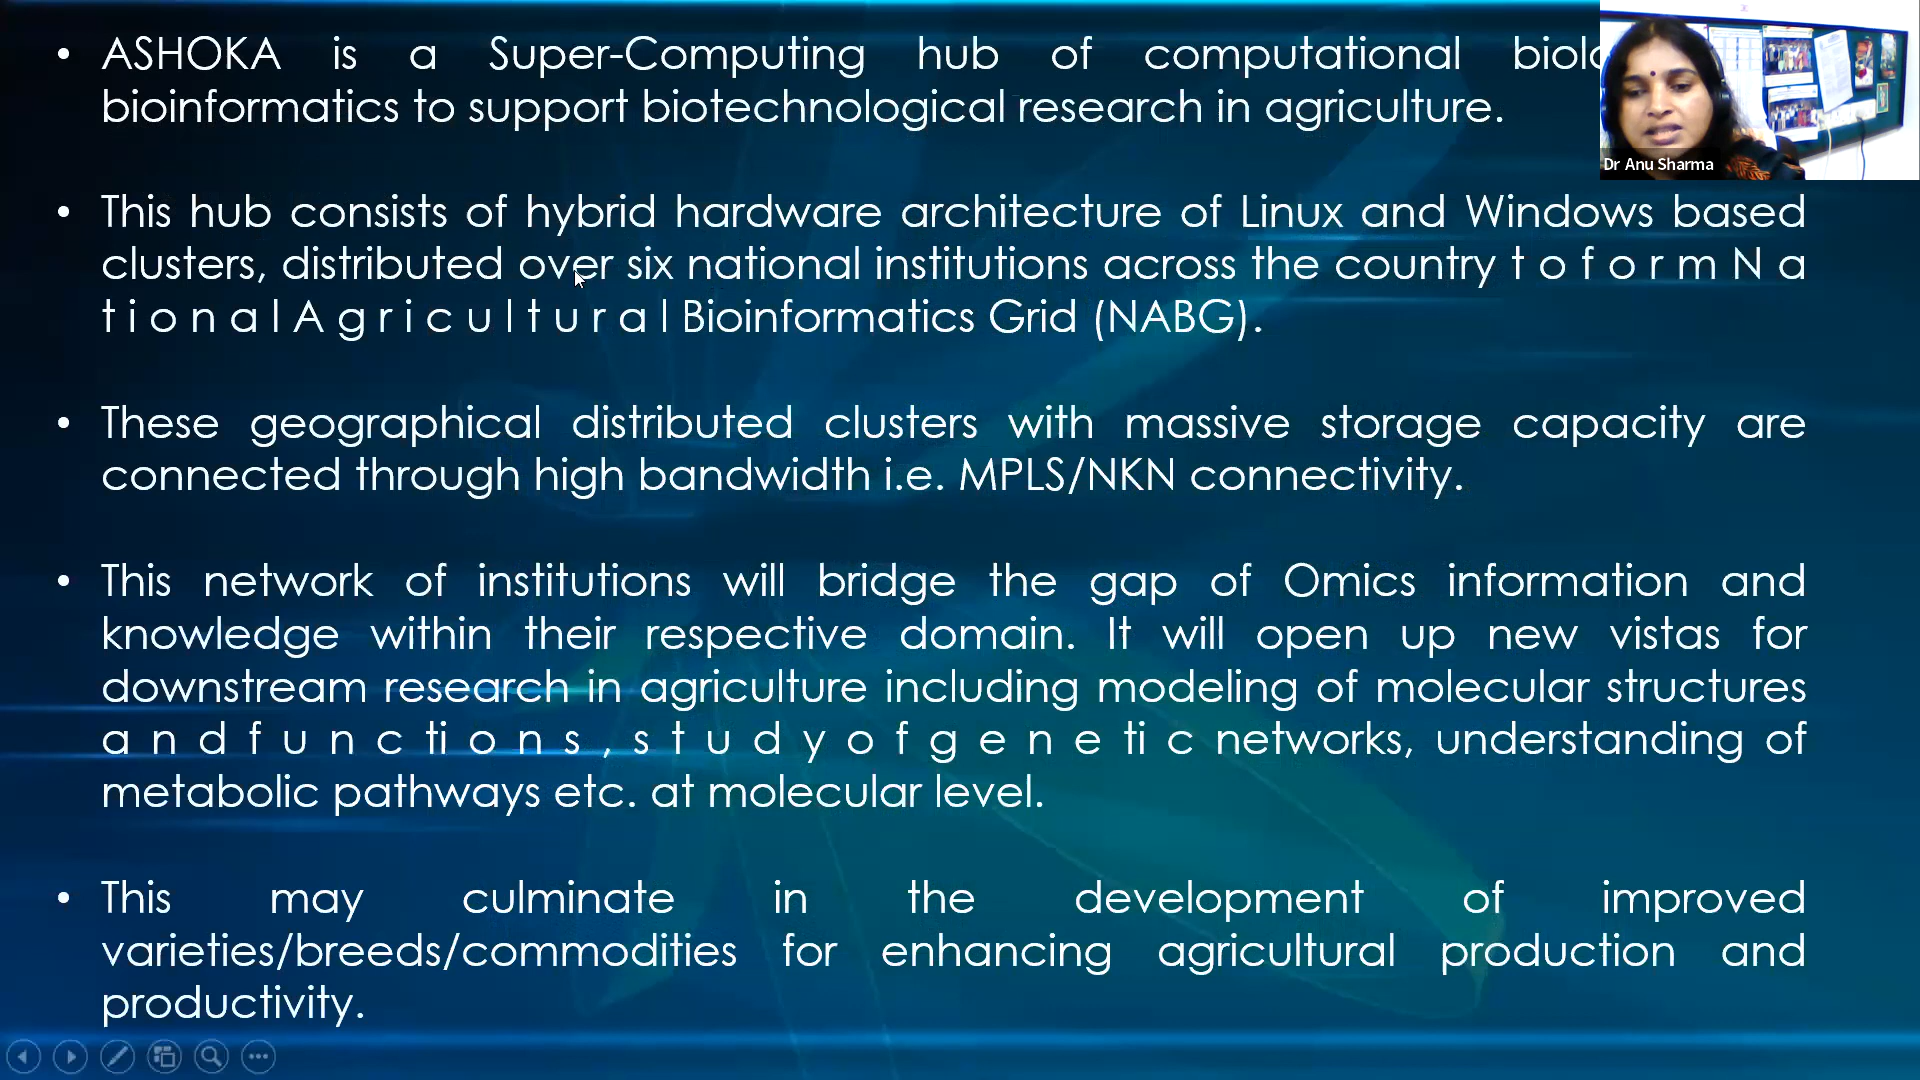 • ASHOKA is a Super-Computing hub of computational
bioinformatics to support biotechnological research in agriculture.
Dr Anu Sharma
• This hub consists of hybrid hardware architecture of Linux and Windows based
clusters, distributed over six national institutions across the country t o f o r m N a
t i o n a l A g r i c u l t u r a l Bioinformatics Grid (NABG).
• These geographical distributed clusters with massive storage capacity are
connected through high bandwidth i.e. MPLS/NKN connectivity.
• This network of institutions will bridge the gap of Omics information and
knowledge within their respective domain. It will open up new vistas for
downstream research in agriculture including modeling of molecular structures
a n d f u n c ti o n s , s t u d y o f g e n e ti c networks, understanding of
metabolic pathways etc. at molecular level.
• This may culminate in the development of improved
varieties/breeds/commodities for enhancing agricultural production and
productivity.